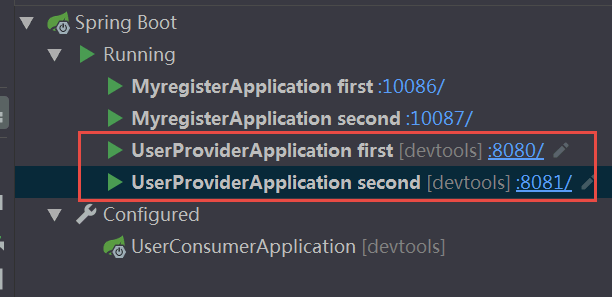 Spring Boot
Running
MyregisterApplication first :10086/
MyregisterApplication second :10087/
UserProviderApplication first [devtools] :8080/
UserProviderApplication second [devtools] :8081/
Configured
UserConsumerApplication [devtools]